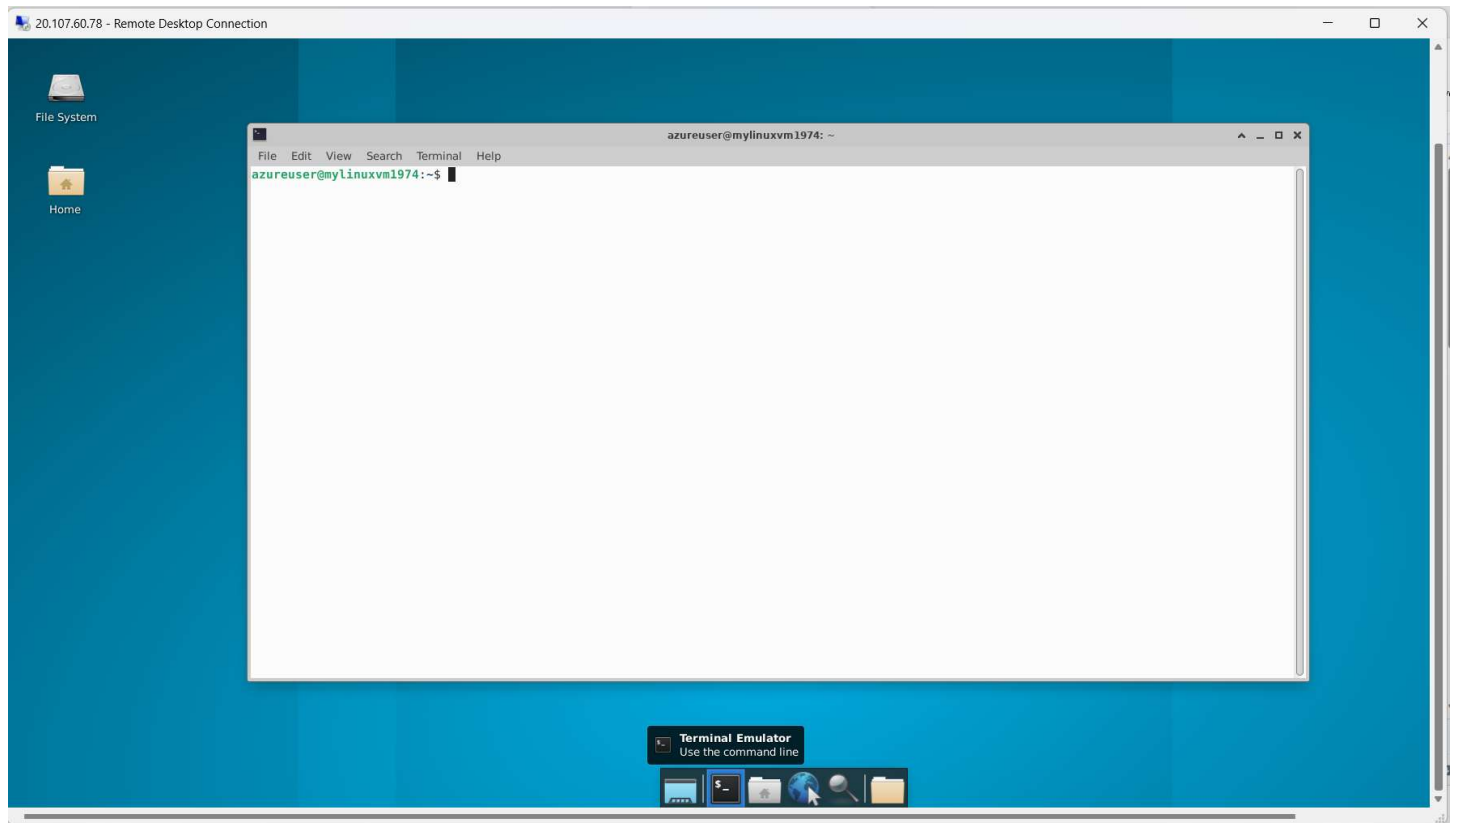 20.107.60.78 - Remote Desktop Connection
File System
Home
azureuser@mylinuxvm1974: ~
File Edit View Search Terminal Help
azureuser@mylinuxvm1974:~$
Terminal Emulator
Use the command line
$_